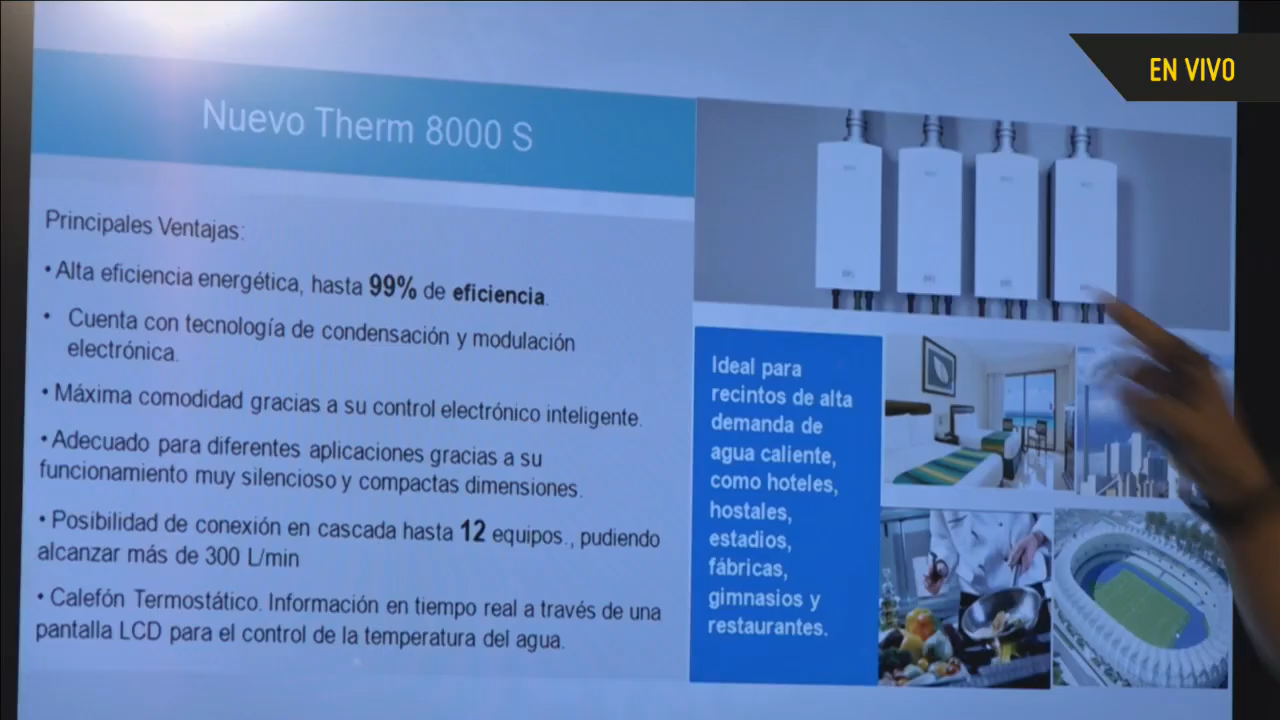 EN VIVO
Nuevo Therm 8000 S
Principales Ventajas:
• Alta eficiencia energética, hasta 99% de eficiencia.
• Cuenta con tecnología de condensación y modulación
electrónica.
• Máxima comodidad gracias a su control electrónico inteligente.
• Adecuado para diferentes aplicaciones gracias a su
funcionamiento muy silencioso y compactas dimensiones.
• Posibilidad de conexión en cascada hasta 12 equipos., pudiendo
alcanzar más de 300 L/min
• Calefón Termostático. Información en tiempo real a través de una
pantalla LCD para el control de la temperatura del agua.
Ideal para
recintos de alta
demanda de
agua caliente,
como hoteles,
hostales,
estadios,
fábricas,
gimnasios y
restaurantes.